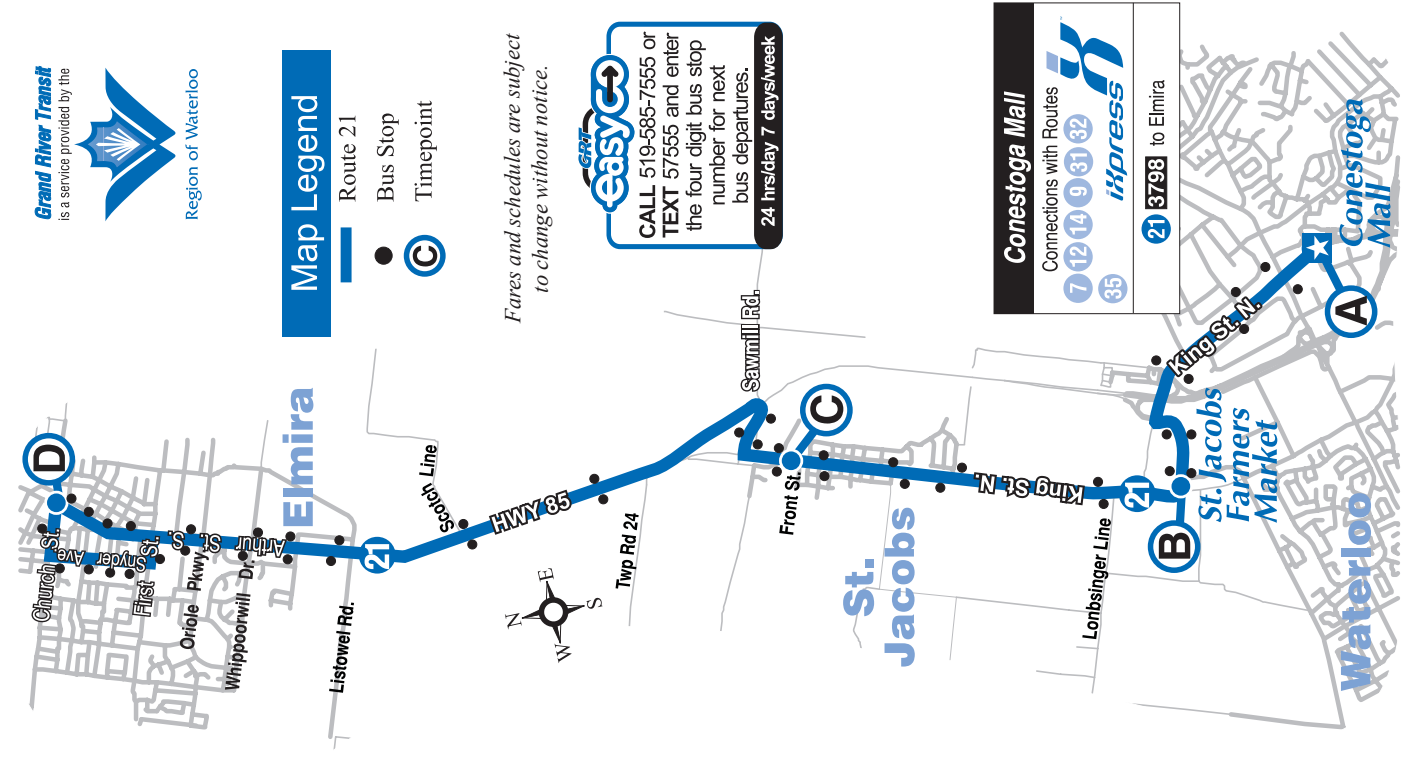 Grand River Transit
is a service provided by the
Region of Waterloo
Map Legend
Route 21
Bus Stop
C
Timepoint
Fares and schedules are subject
to change without notice.
GRT
easyGO
CALL 519-585-7555 or
TEXT 57555 and enter
the four digit bus stop
number for next
bus departures.
24 hrs/day 7 days/week
Conestoga Mall
Connections with Routes
7 12 14 9 31 32
35
iX
iXpress
21 3798 to Elmira
D
Church St.
Snyder Ave.
First St.
Arthur St. S.
Oriole Pkwy.
Whippoorwill Dr.
Elmira
Listowel Rd.
21
Scotch Line
HWY 85
N
E
S
W
Twp Rd 24
Sawmill Rd.
C
Front St.
St.
Jacobs
King St. N.
Lonbsinger Line
21
B
St. Jacobs
Farmers
Market
King St. N.
A
Conestoga
Mall
Waterloo